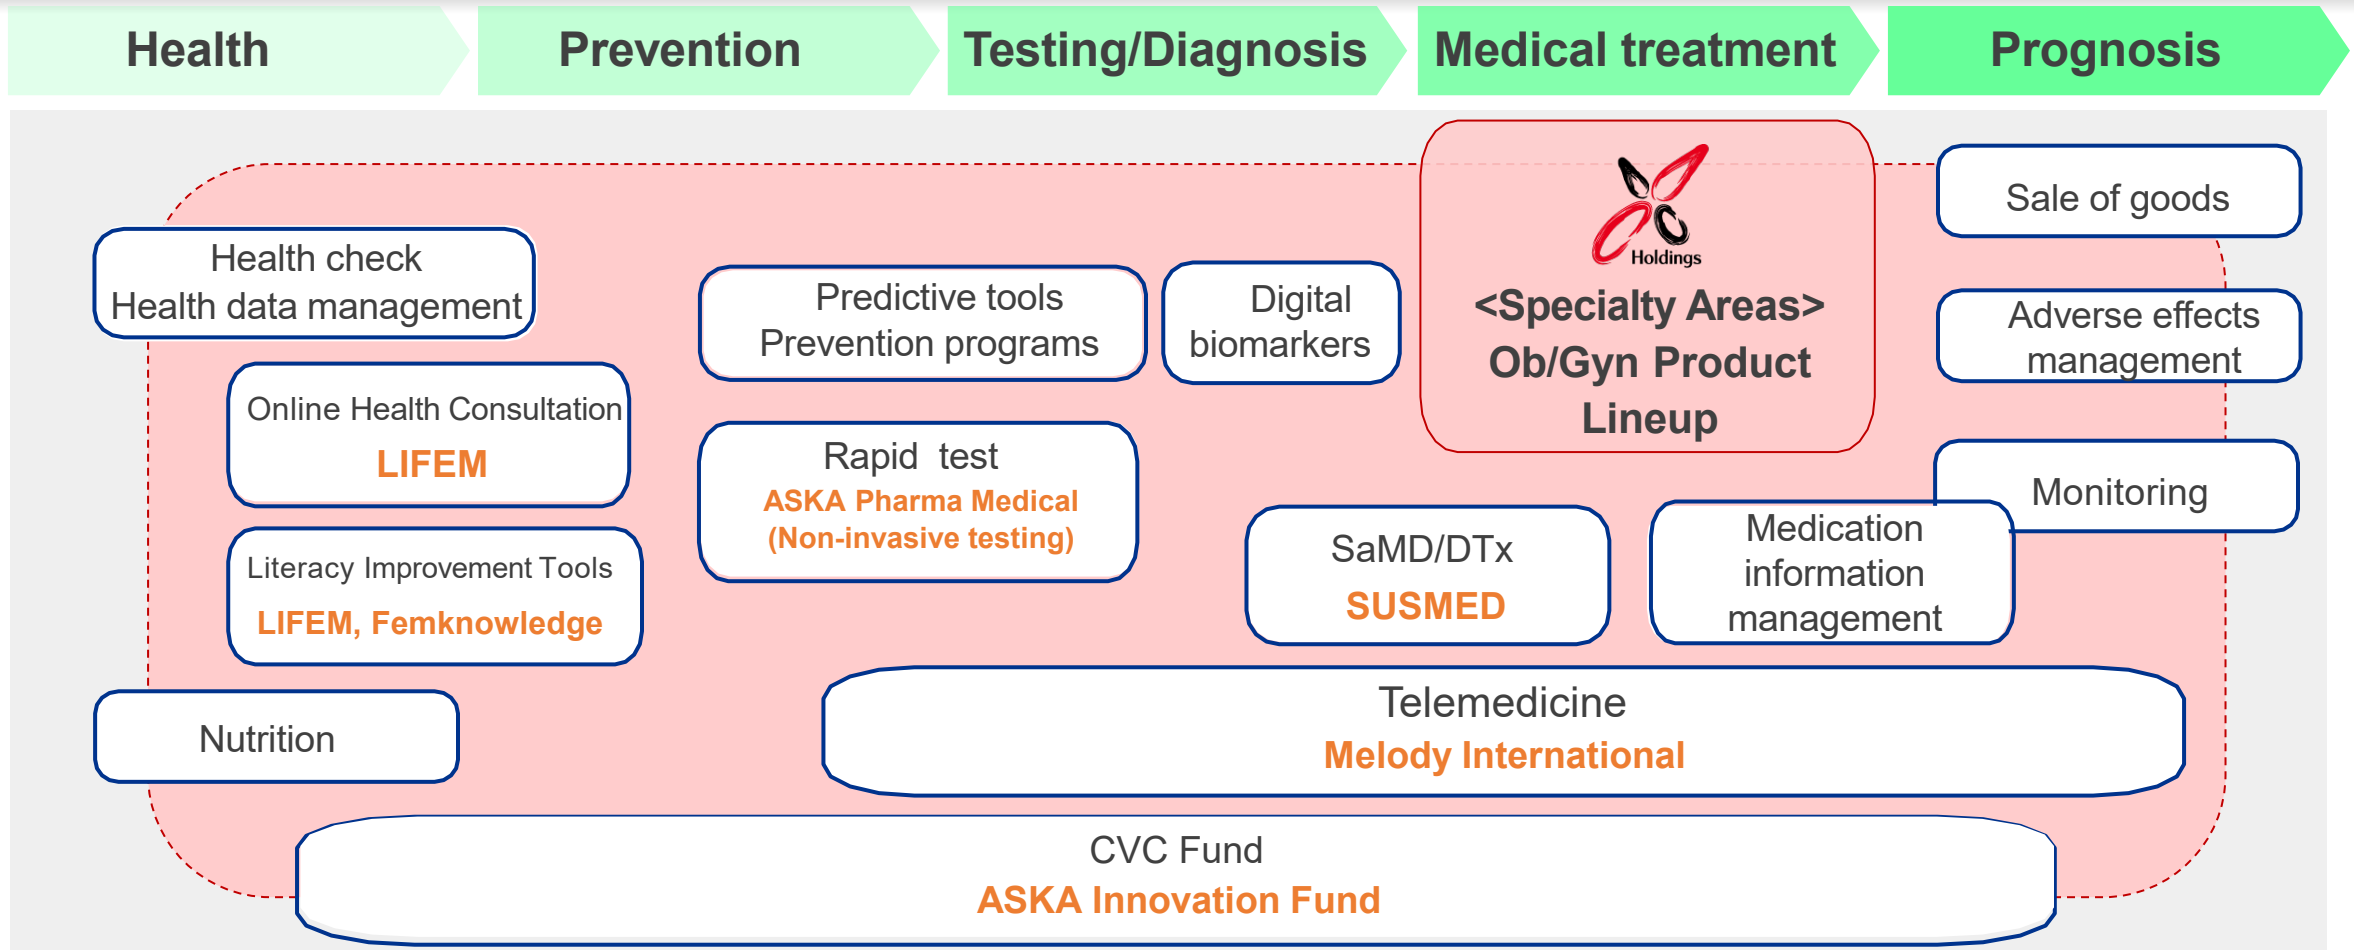 Health
Prevention
Testing/Diagnosis
Medical treatment
Prognosis
Health check
Health data management
Online Health Consultation
LIFEM
Literacy Improvement Tools
LIFEM, Femknowledge
Nutrition
Predictive tools
Prevention programs
Rapid test
ASKA Pharma Medical
(Non-invasive testing)
Digital
biomarkers
Holdings
<Specialty Areas>
Ob/Gyn Product
Lineup
SaMD/DTx
SUSMED
Medication
information
management
Sale of goods
Adverse effects
management
Monitoring
Telemedicine
Melody International
CVC Fund
ASKA Innovation Fund